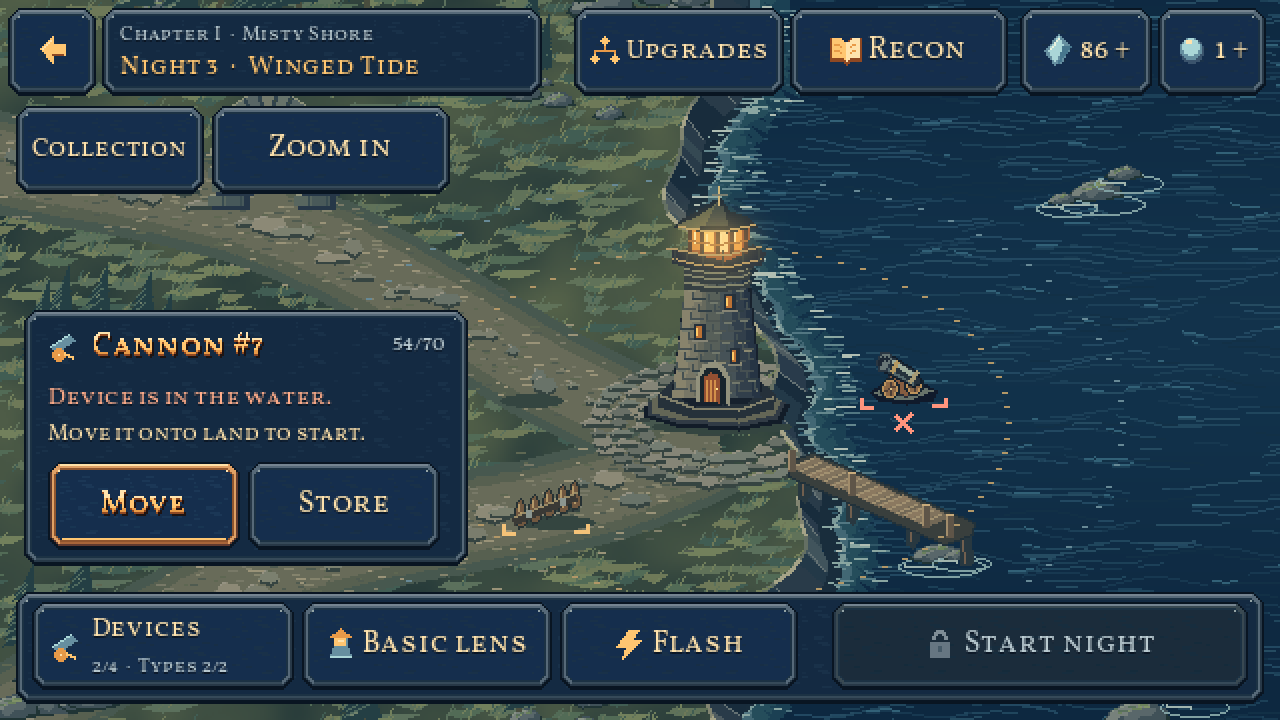 Chapter I · Misty Shore
Night 3 · Winged Tide
Upgrades
Recon
86 +
1 +
Collection
Zoom in
Cannon #7
54/70
Device is in the water.
Move it onto land to start.
Move
Store
Devices
2/4 · Types 2/2
Basic lens
Flash
Start night